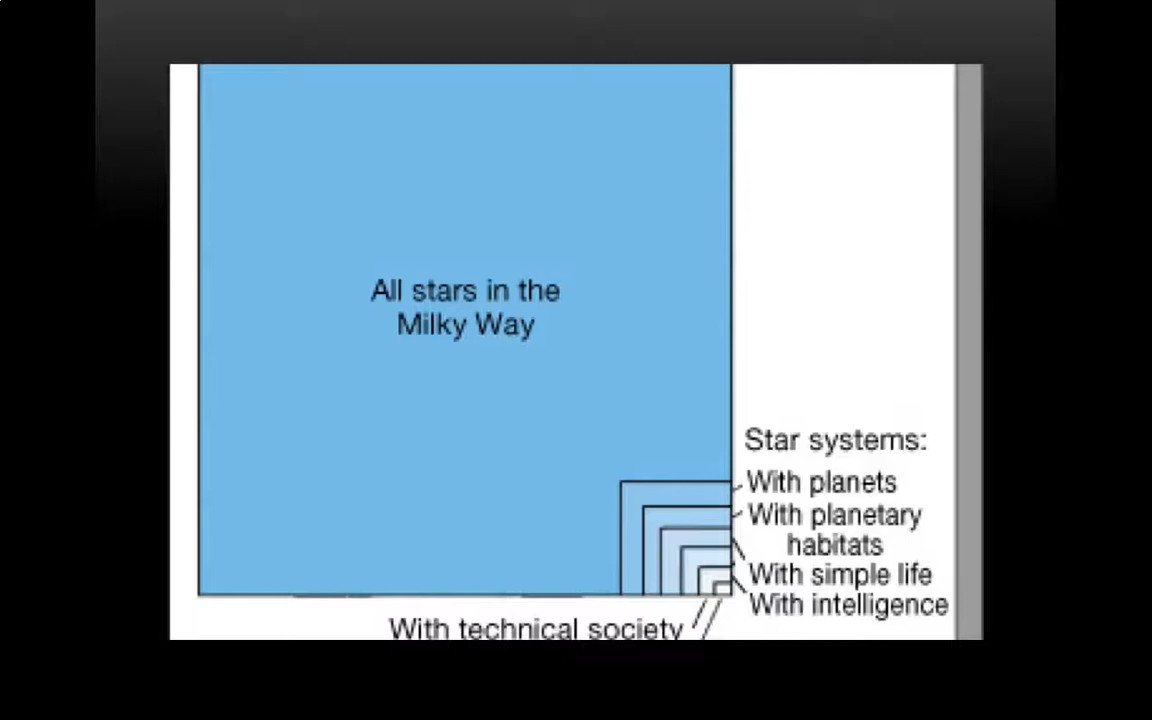 All stars in the
Milky Way
Star systems:
With planets
With planetary
habitats
With simple life
With intelligence
With technical society